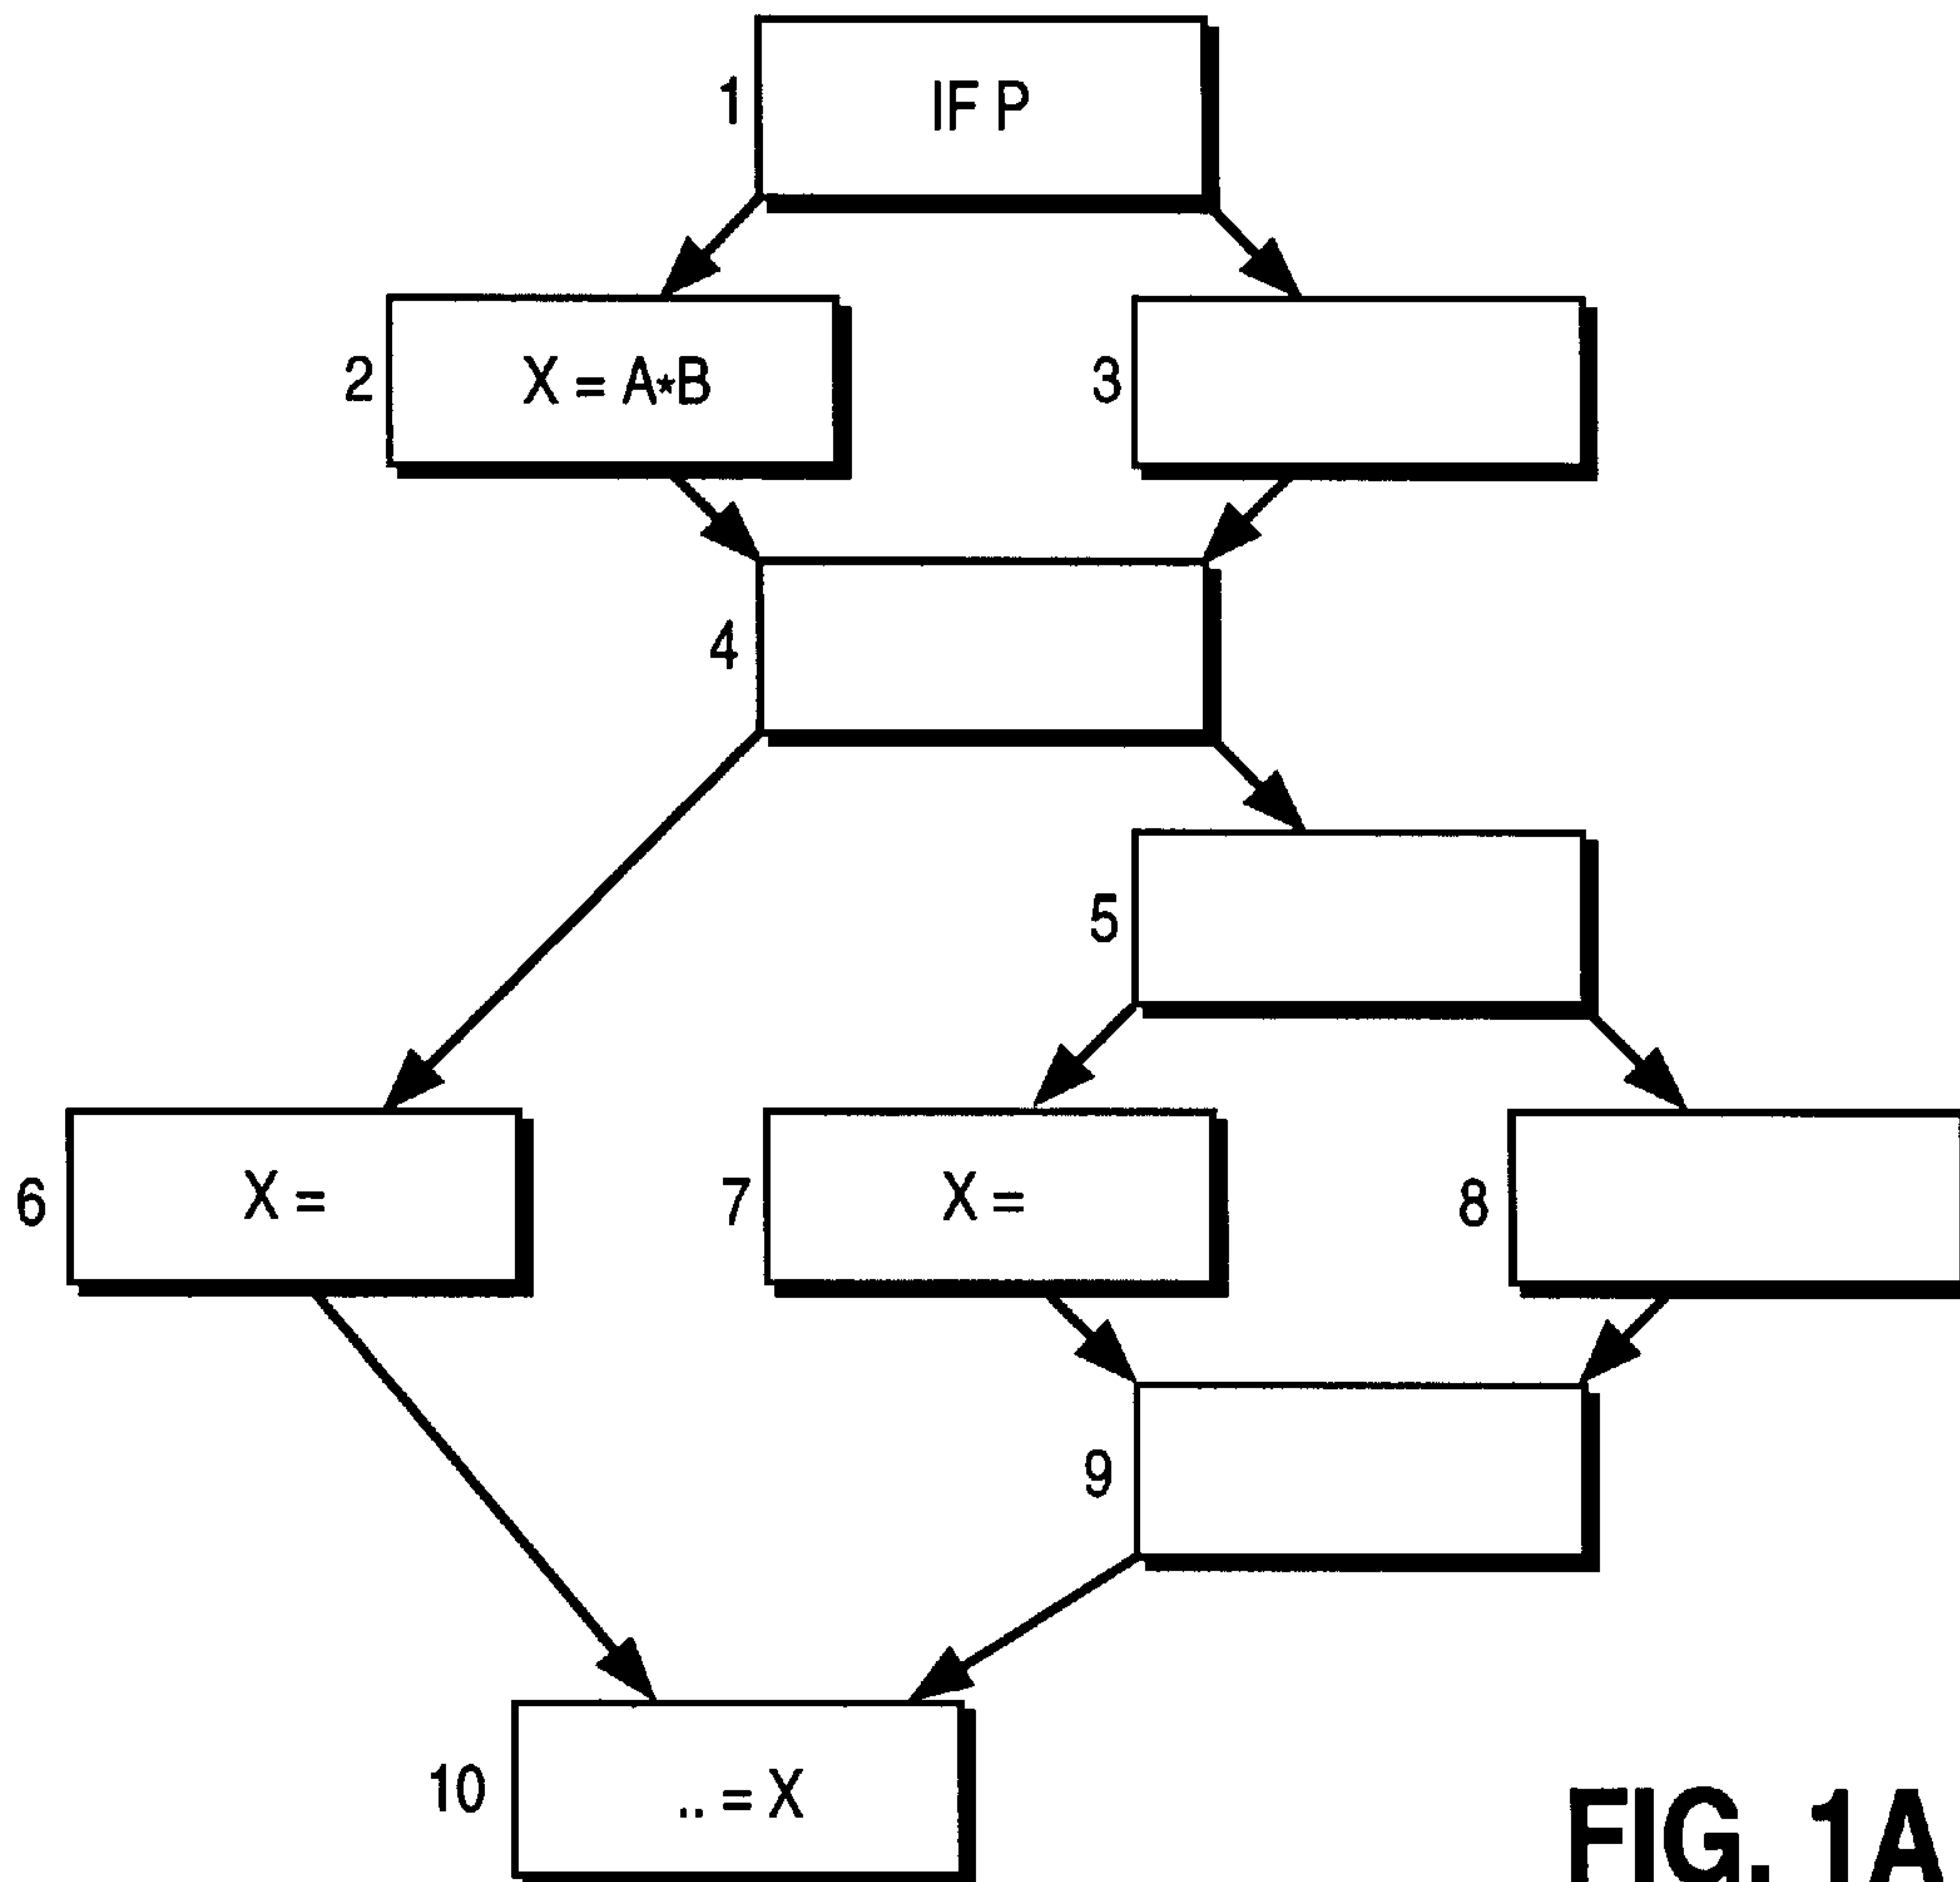 1
IF P
2
X = A*B
3
4
5
6
X =
7
X =
8
9
10
.. = X
FIG. 1A